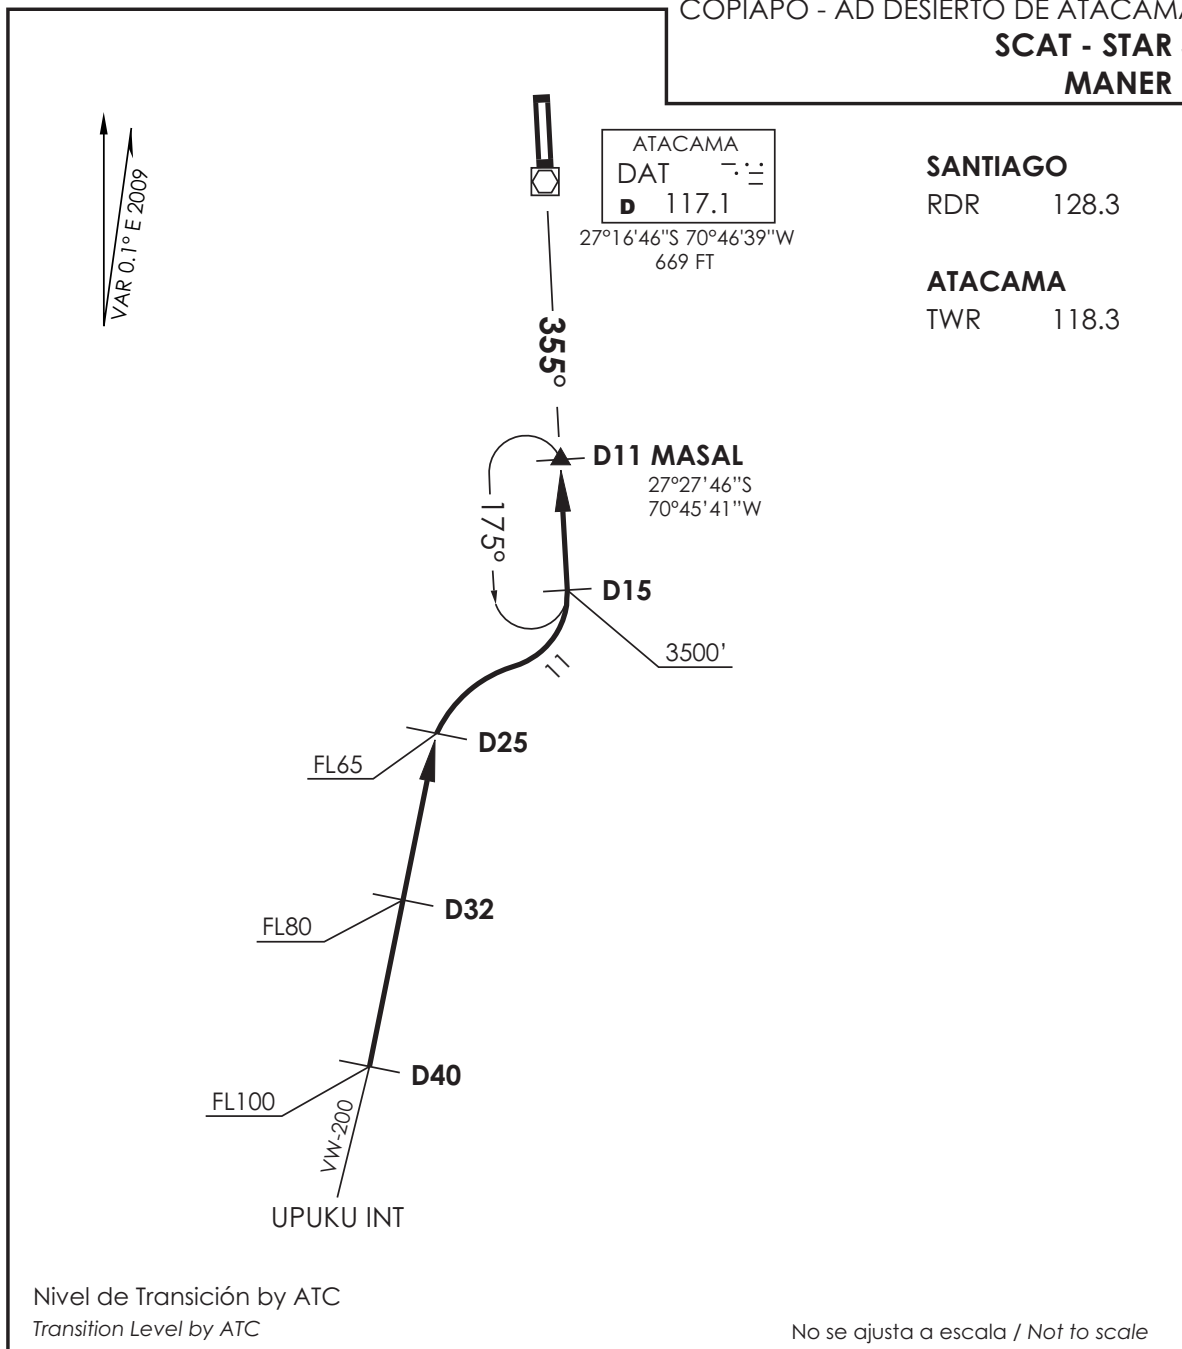 COPIAPO - AD DESIERTO DE ATACAMA
SCAT - STAR
MANER
VAR 0.1° E 2009
ATACAMA
DAT
D 117.1
27°16'46"S 70°46'39"W
669 FT
SANTIAGO
RDR 128.3
ATACAMA
TWR 118.3
355°
D11 MASAL
27°27'46"S
70°45'41"W
175°
D15
3500'
11
D25
FL65
D32
FL80
D40
FL100
VW-200
UPUKU INT
Nivel de Transición by ATC
Transition Level by ATC
No se ajusta a escala / Not to scale